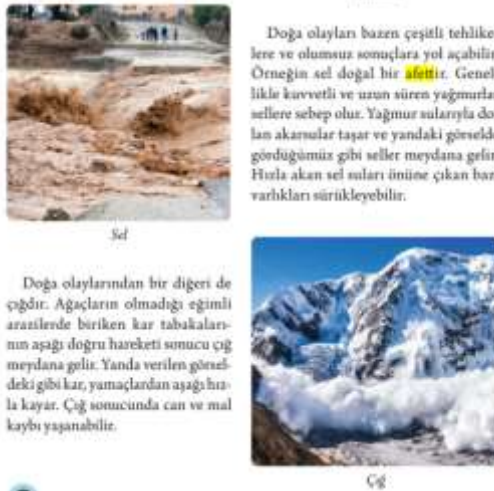 Doğa olayları bazen çeşitli tehlike
lere ve olumsuz sonuçlara yol açabilir
Örneğin sel doğal bir afettir. Genel
likle kuvvetli ve uzun süren yağmurla
sellere sebep olur. Yağmur sularıyla do
lan akarsular taşar ve yandaki görselde
gördüğümüz gibi seller meydana gelir
Hızla akan sel suları önüne çıkan baz
varlıkları sürükleyebilir.
Sel
Doğa olaylarından bir diğeri de
çığdır. Ağaçların olmadığı eğimli
arazilerde biriken kar tabakaları-
nın aşağı doğru hareketi sonucu çığ
meydana gelir. Yanda verilen görsel-
deki gibi kar, yamaçlardan aşağı hız-
la kayar. Çığ sonucunda can ve mal
kaybı yaşanabilir.
Çığ